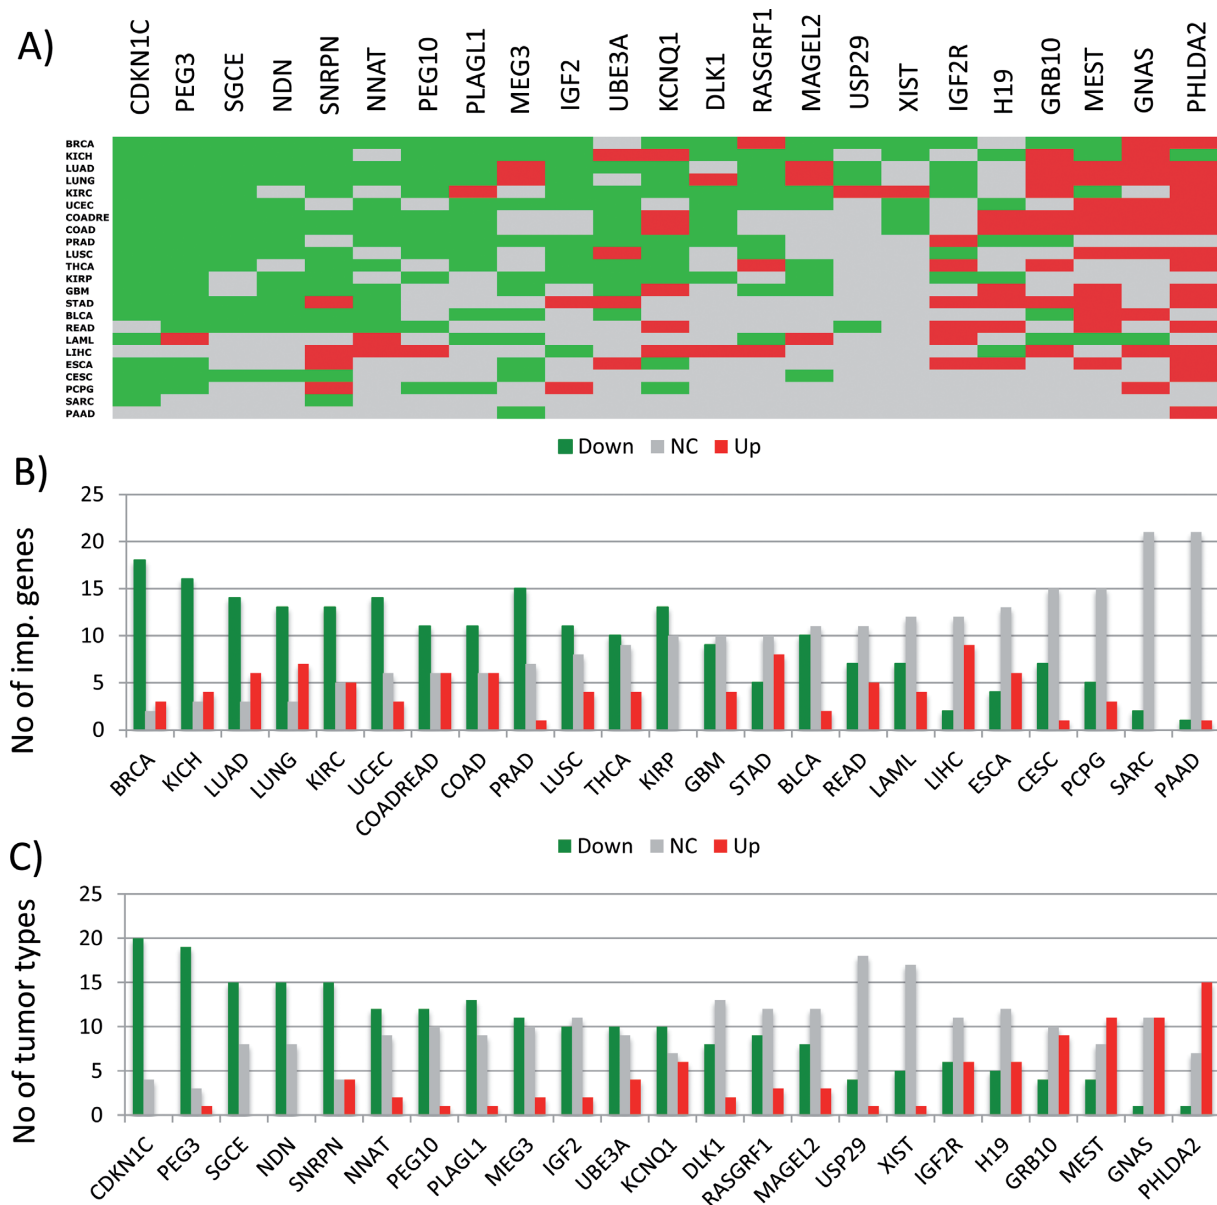 A)
CDKN1C PEG3 SGCE NDN SNRPN NNAT PEG10 PLAGL1 MEG3 IGF2 UBE3A KCNQ1 DLK1 RASGRF1 MAGEL2 USP29 XIST IGF2R H19 GRB10 MEST GNAS PHLDA2
BRCA
KICH
LUAD
LUNG
KIRC
UCEC
COADRE
COAD
PRAD
LUSC
THCA
KIRP
GBM
STAD
BLCA
READ
LAML
LIHC
ESCA
CESC
PCPG
SARC
PAAD
Down NC Up
B)
No of imp. genes
25
20
15
10
5
0
BRCA KICH LUAD LUNG KIRC UCEC COADREAD COAD PRAD LUSC THCA KIRP GBM STAD BLCA READ LAML LIHC ESCA CESC PCPG SARC PAAD
Down NC Up
C)
No of tumor types
25
20
15
10
5
0
CDKN1C PEG3 SGCE NDN SNRPN NNAT PEG10 PLAGL1 MEG3 IGF2 UBE3A KCNQ1 DLK1 RASGRF1 MAGEL2 USP29 XIST IGF2R H19 GRB10 MEST GNAS PHLDA2